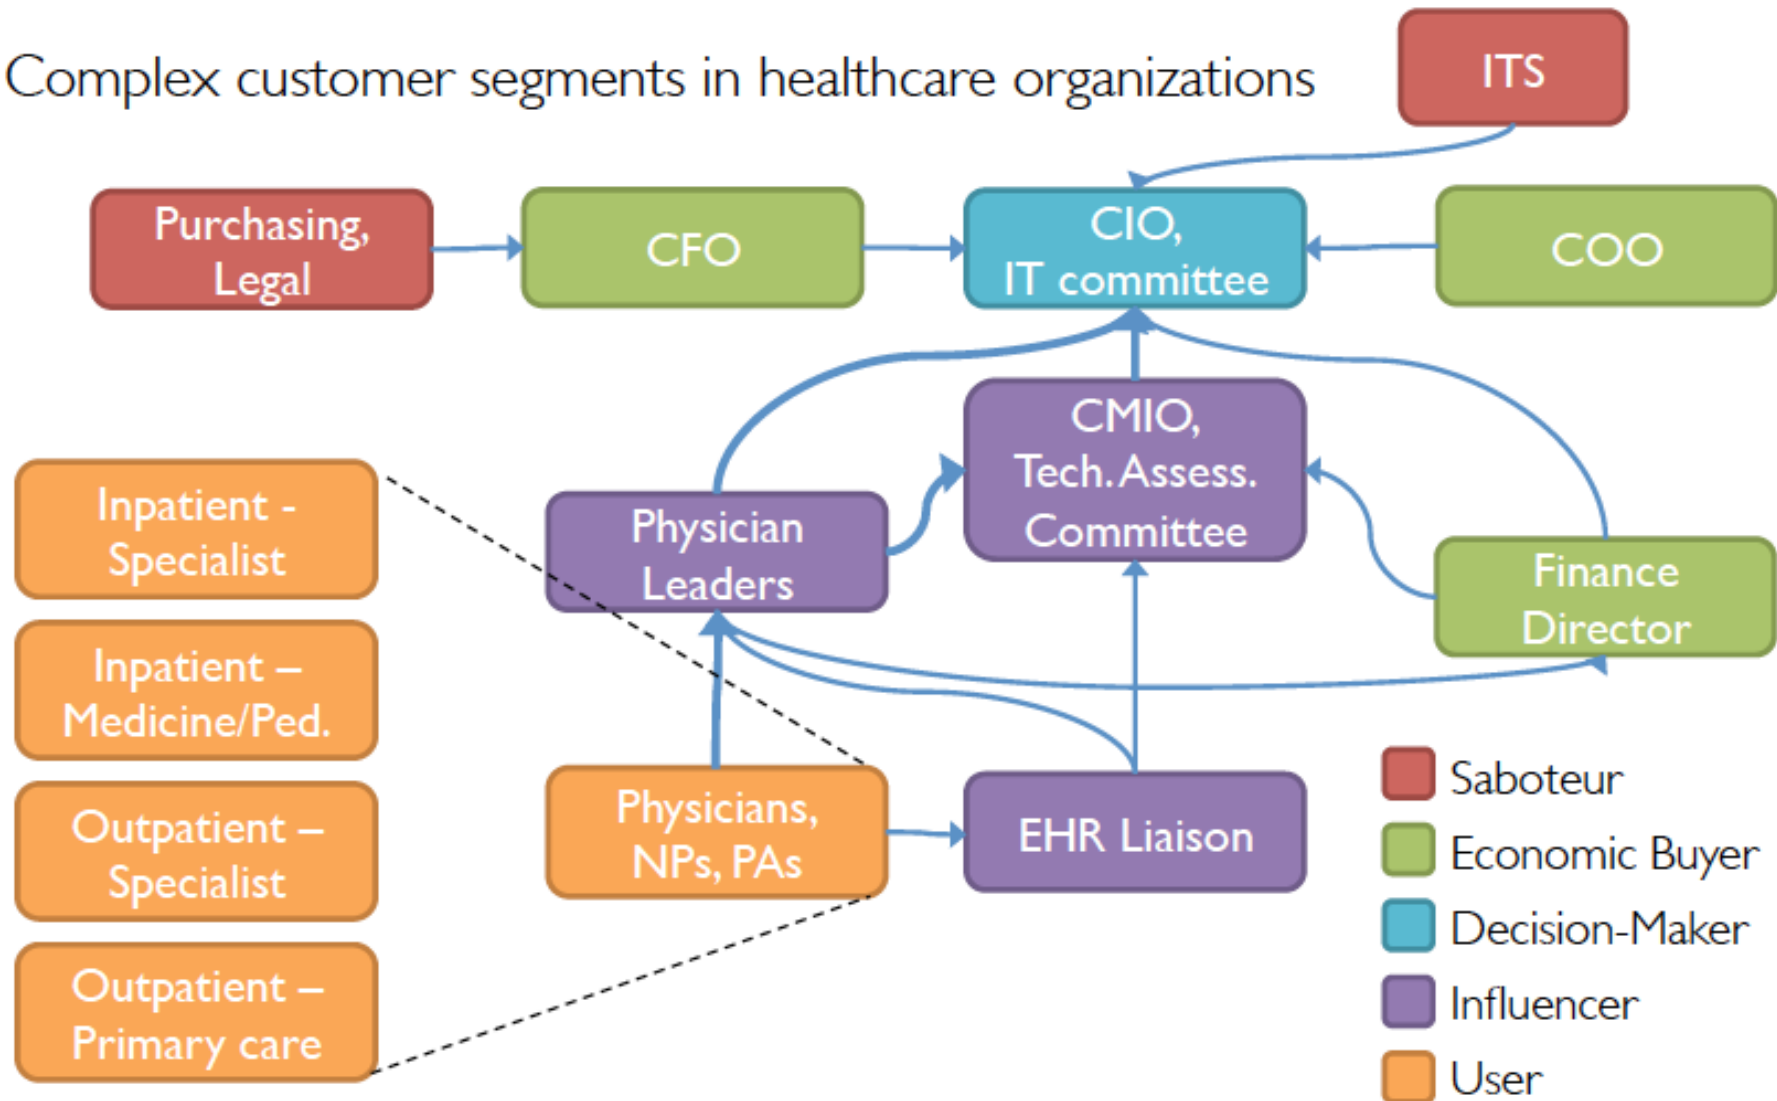 Complex customer segments in healthcare organizations
ITS
Purchasing,
Legal
CFO
CIO,
IT committee
COO
CMIO,
Tech. Assess.
Committee
Physician
Leaders
Finance
Director
Inpatient -
Specialist
Inpatient –
Medicine/Ped.
Outpatient –
Specialist
Outpatient –
Primary care
Physicians,
NPs, PAs
EHR Liaison
Saboteur
Economic Buyer
Decision-Maker
Influencer
User